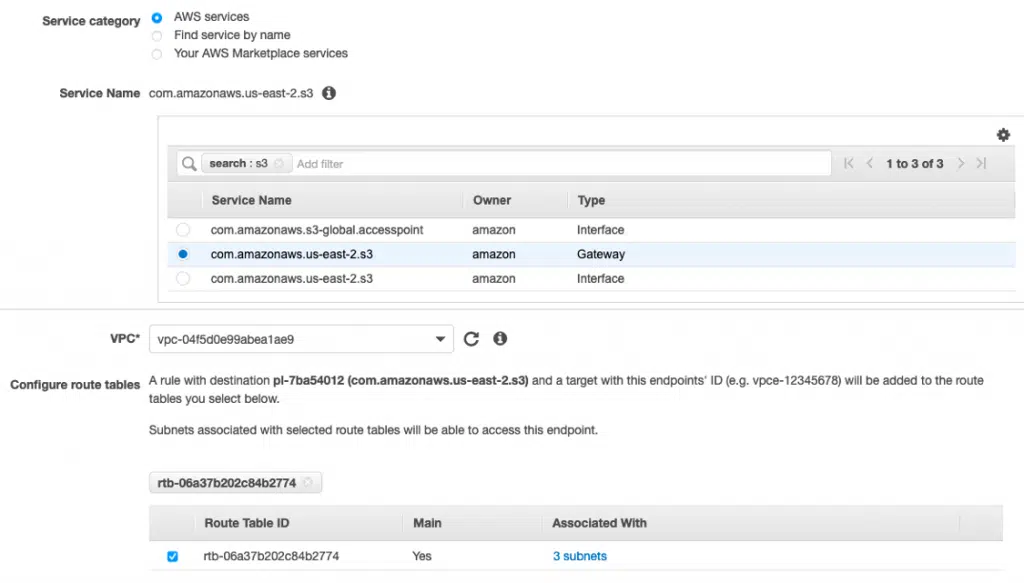 Service category
AWS services
Find service by name
Your AWS Marketplace services
Service Name com.amazonaws.us-east-2.s3
search : s3 Add filter
1 to 3 of 3
Service Name Owner Type
com.amazonaws.s3-global.accesspoint amazon Interface
com.amazonaws.us-east-2.s3 amazon Gateway
com.amazonaws.us-east-2.s3 amazon Interface
VPC* vpc-04f5d0e99abea1ae9
Configure route tables A rule with destination pl-7ba54012 (com.amazonaws.us-east-2.s3) and a target with this endpoints' ID (e.g. vpce-12345678) will be added to the route
tables you select below.
Subnets associated with selected route tables will be able to access this endpoint.
rtb-06a37b202c84b2774
Route Table ID Main Associated With
rtb-06a37b202c84b2774 Yes 3 subnets